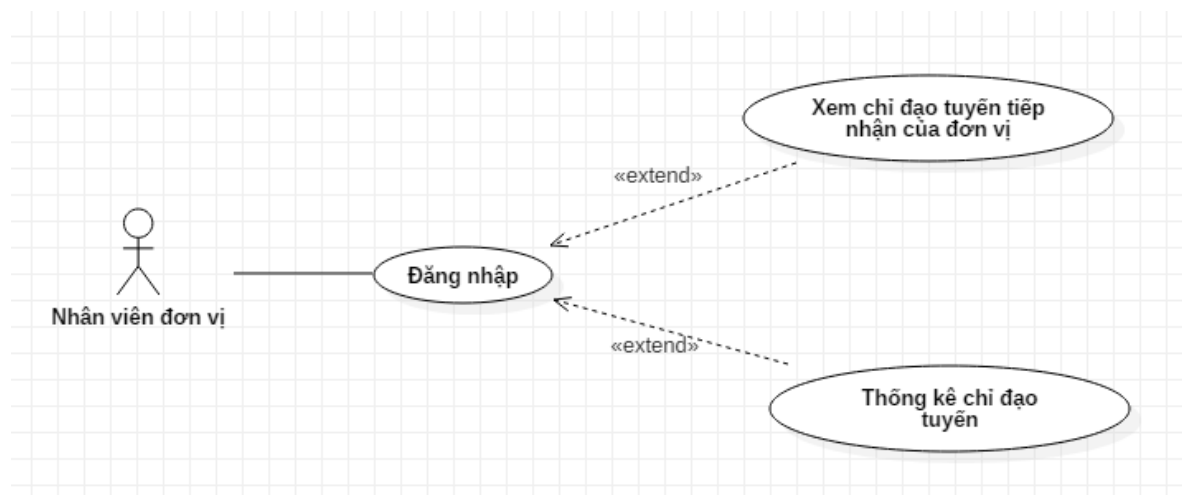 Xem chỉ đạo tuyến tiếp
nhận của đơn vị
«extend»
Đăng nhập
Nhân viên đơn vị
«extend»
Thống kê chỉ đạo
tuyến